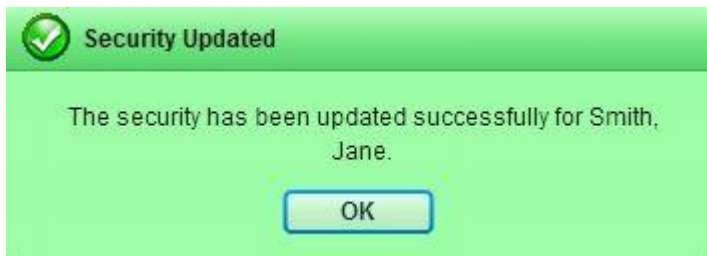 Security Updated
The security has been updated successfully for Smith,
Jane.
OK